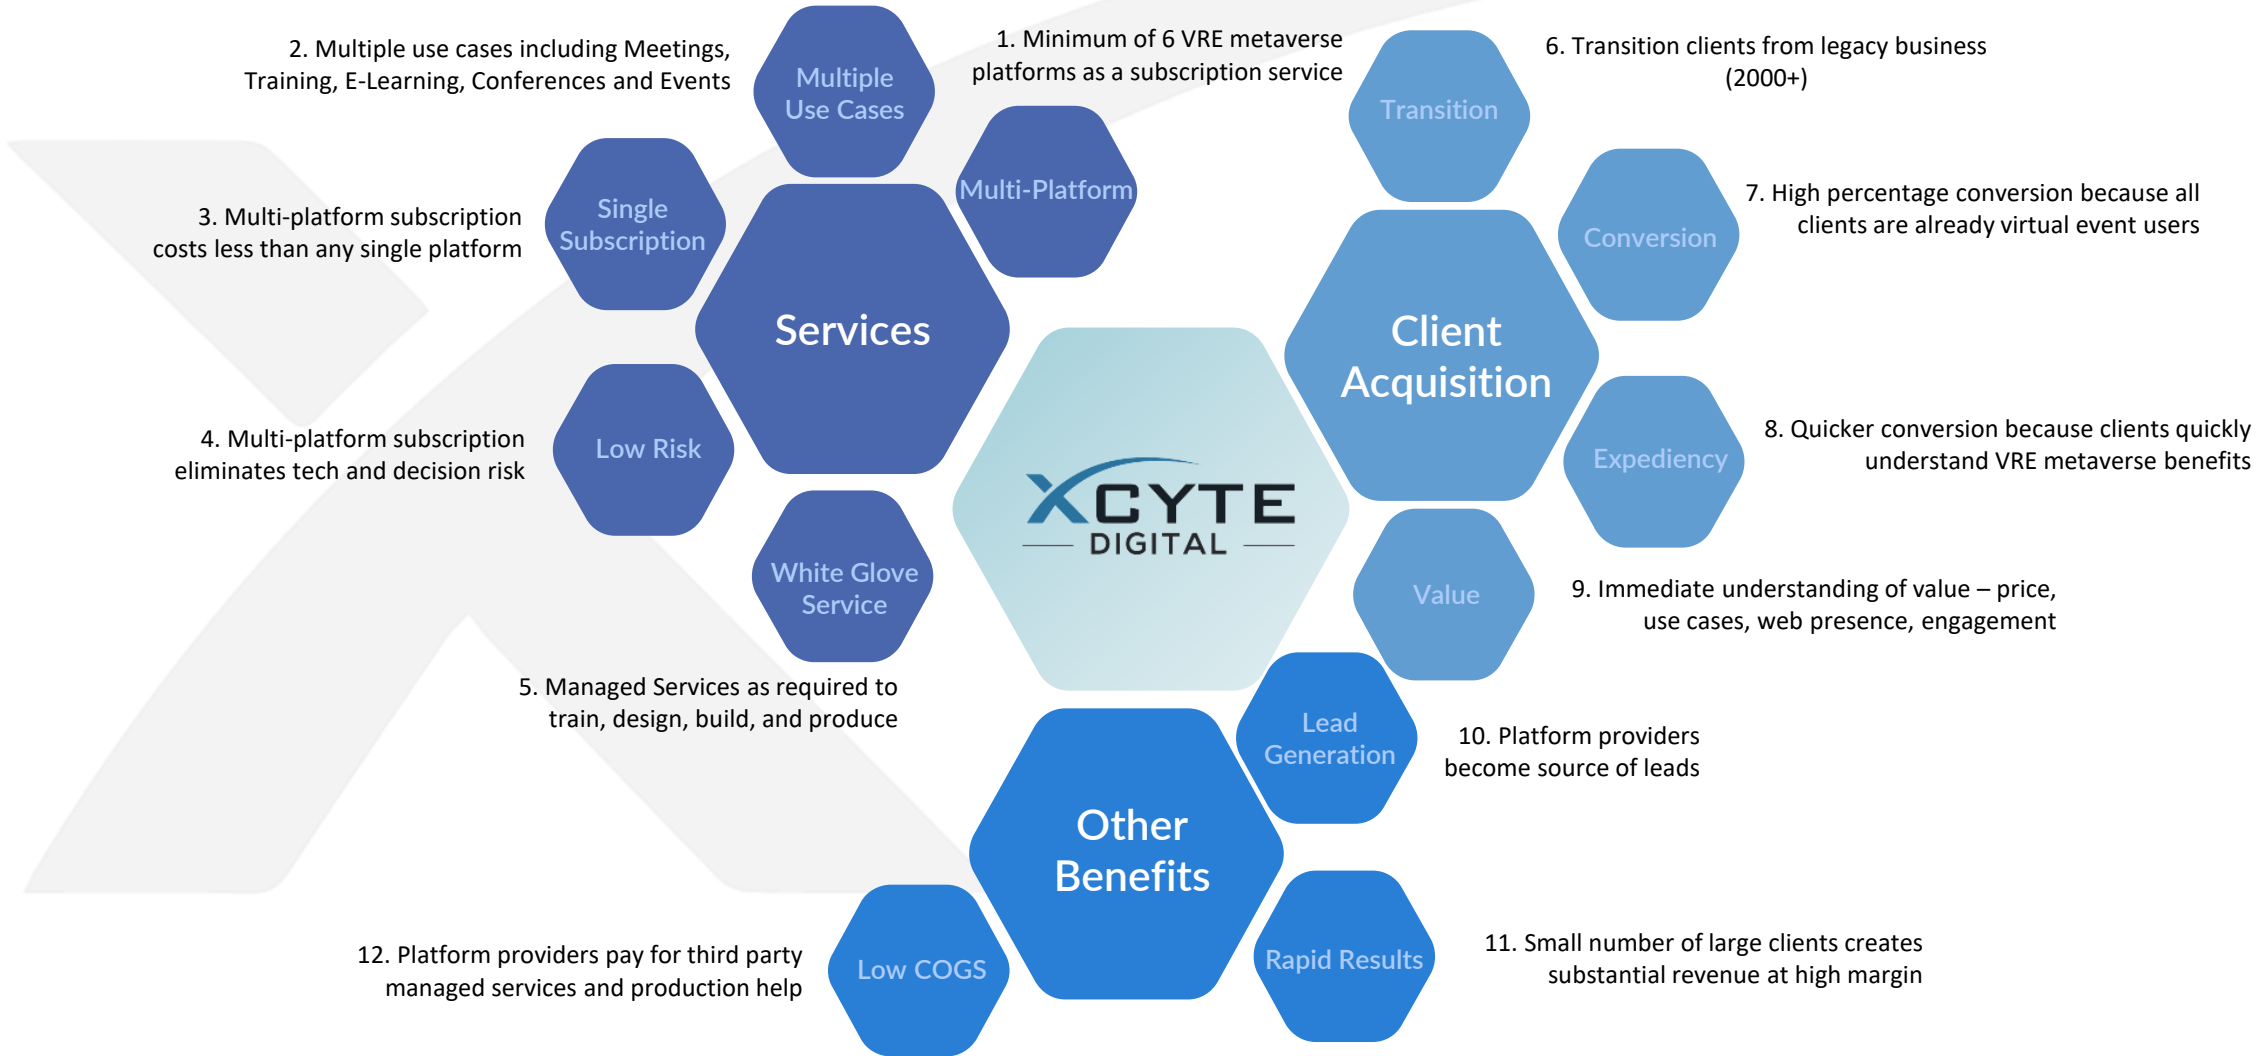 1. Minimum of 6 VRE metaverse
platforms as a subscription service
Multi-Platform
2. Multiple use cases including Meetings,
Training, E-Learning, Conferences and Events
Multiple
Use Cases
3. Multi-platform subscription
costs less than any single platform
Single
Subscription
Services
4. Multi-platform subscription
eliminates tech and decision risk
Low Risk
White Glove
Service
5. Managed Services as required to
train, design, build, and produce
XCYTE
DIGITAL
6. Transition clients from legacy business
(2000+)
Transition
7. High percentage conversion because all
clients are already virtual event users
Conversion
Client
Acquisition
8. Quicker conversion because clients quickly
understand VRE metaverse benefits
Expediency
9. Immediate understanding of value – price,
use cases, web presence, engagement
Value
Lead
Generation
10. Platform providers
become source of leads
Other
Benefits
11. Small number of large clients creates
substantial revenue at high margin
Rapid Results
12. Platform providers pay for third party
managed services and production help
Low COGS